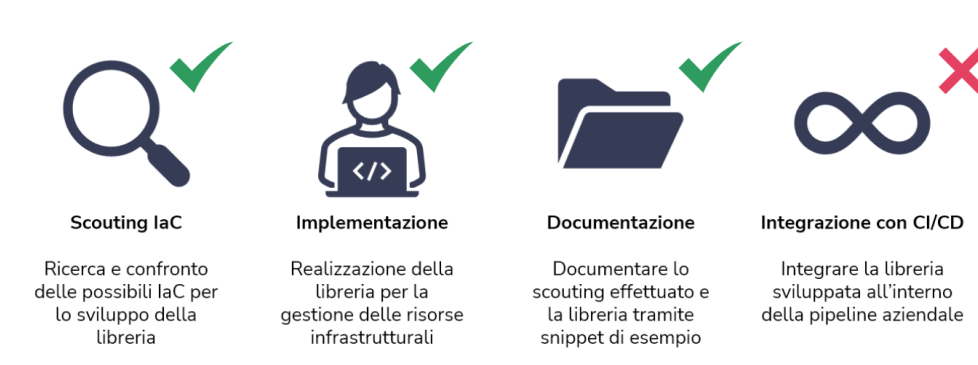 </>
Scouting IaC
Ricerca e confronto
delle possibili IaC per
lo sviluppo della
libreria
Implementazione
Realizzazione della
libreria per la
gestione delle risorse
infrastrutturali
Documentazione
Documentare lo
scouting effettuato e
la libreria tramite
snippet di esempio
Integrazione con CI/CD
Integrare la libreria
sviluppata all'interno
della pipeline aziendale